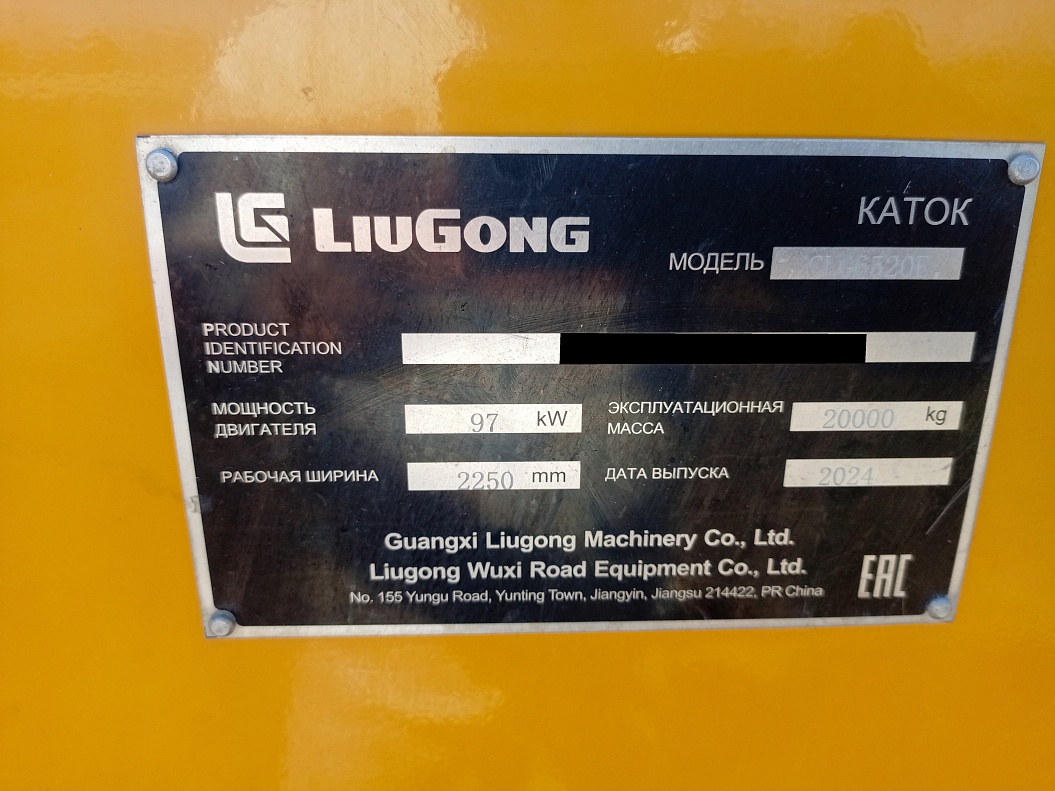 LG LIUGONG
КАТОК
МОДЕЛЬ CLG6520E
PRODUCT
IDENTIFICATION
NUMBER
МОЩНОСТЬ
ДВИГАТЕЛЯ
97 kW
ЭКСПЛУАТАЦИОННАЯ
МАССА
20000 kg
РАБОЧАЯ ШИРИНА 2250 mm
ДАТА ВЫПУСКА 2024
Guangxi Liugong Machinery Co., Ltd.
Liugong Wuxi Road Equipment Co., Ltd.
No. 155 Yungu Road, Yunting Town, Jiangyin, Jiangsu 214422, PR China
EAC